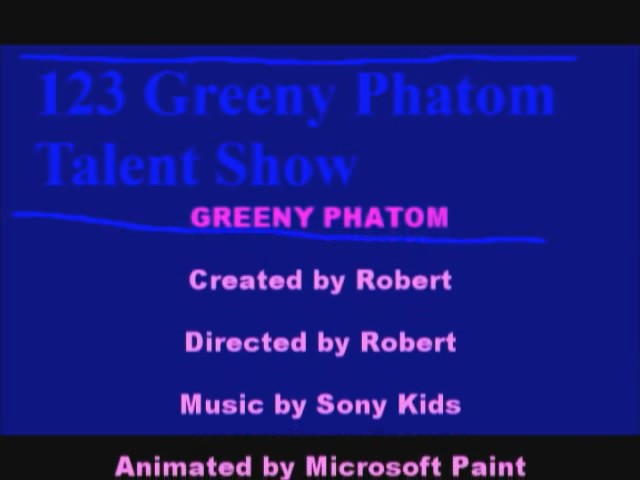 123 Greeny Phatom
Talent Show
GREENY PHATOM
Created by Robert
Directed by Robert
Music by Sony Kids
Animated by Microsoft Paint